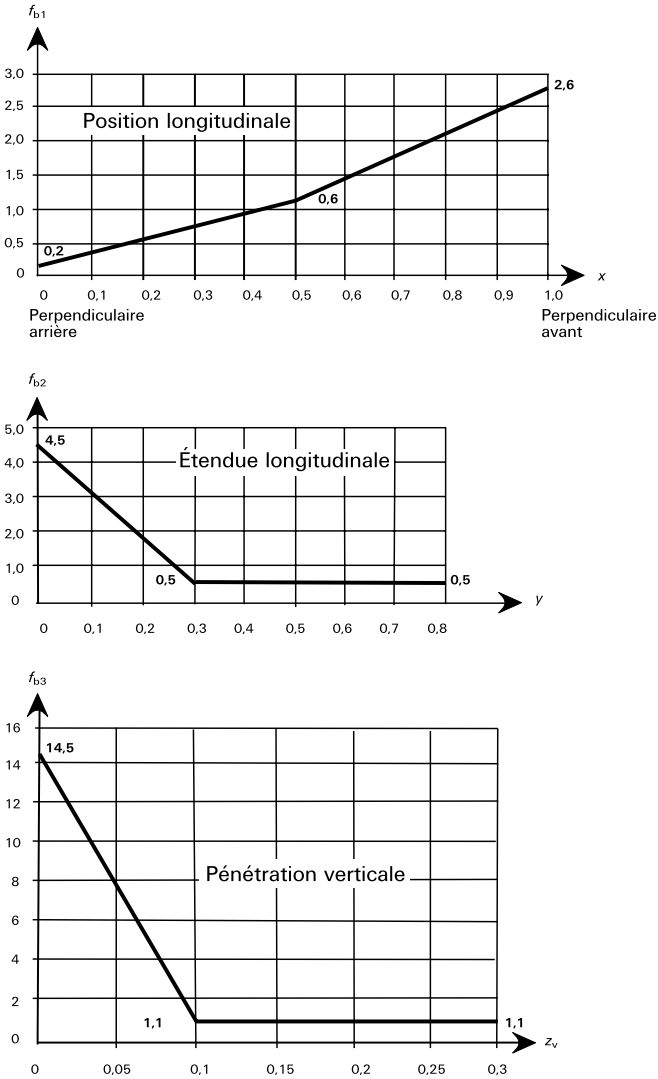 fb1
3,0
2,6
2,5
Position longitudinale
2,0
1,5
0,6
1,0
0,5
0,2
0
x
0 0,1 0,2 0,3 0,4 0,5 0,6 0,7 0,8 0,9 1,0
Perpendiculaire
arrière
Perpendiculaire
avant
fb2
5,0
4,5
Étendue longitudinale
4,0
3,0
2,0
1,0
0,5
0,5
0
y
0 0,1 0,2 0,3 0,4 0,5 0,6 0,7 0,8
fb3
16
14,5
14
12
10
Pénétration verticale
8
6
4
2
1,1
1,1
0
zv
0 0,05 0,1 0,15 0,2 0,25 0,3